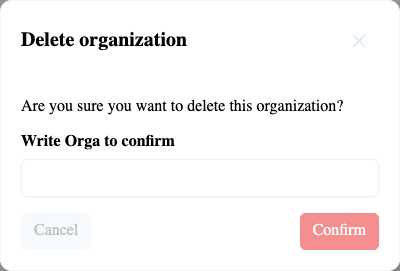 Delete organization
Are you sure you want to delete this organization?
Write Orga to confirm
Cancel
Confirm